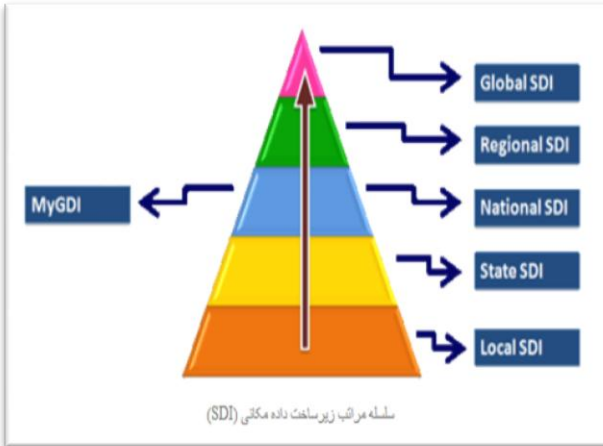 Global SDI
Regional SDI
MyGDI
National SDI
State SDI
Local SDI
سلسله مراتب زیرساخت داده مکانی (SDI)